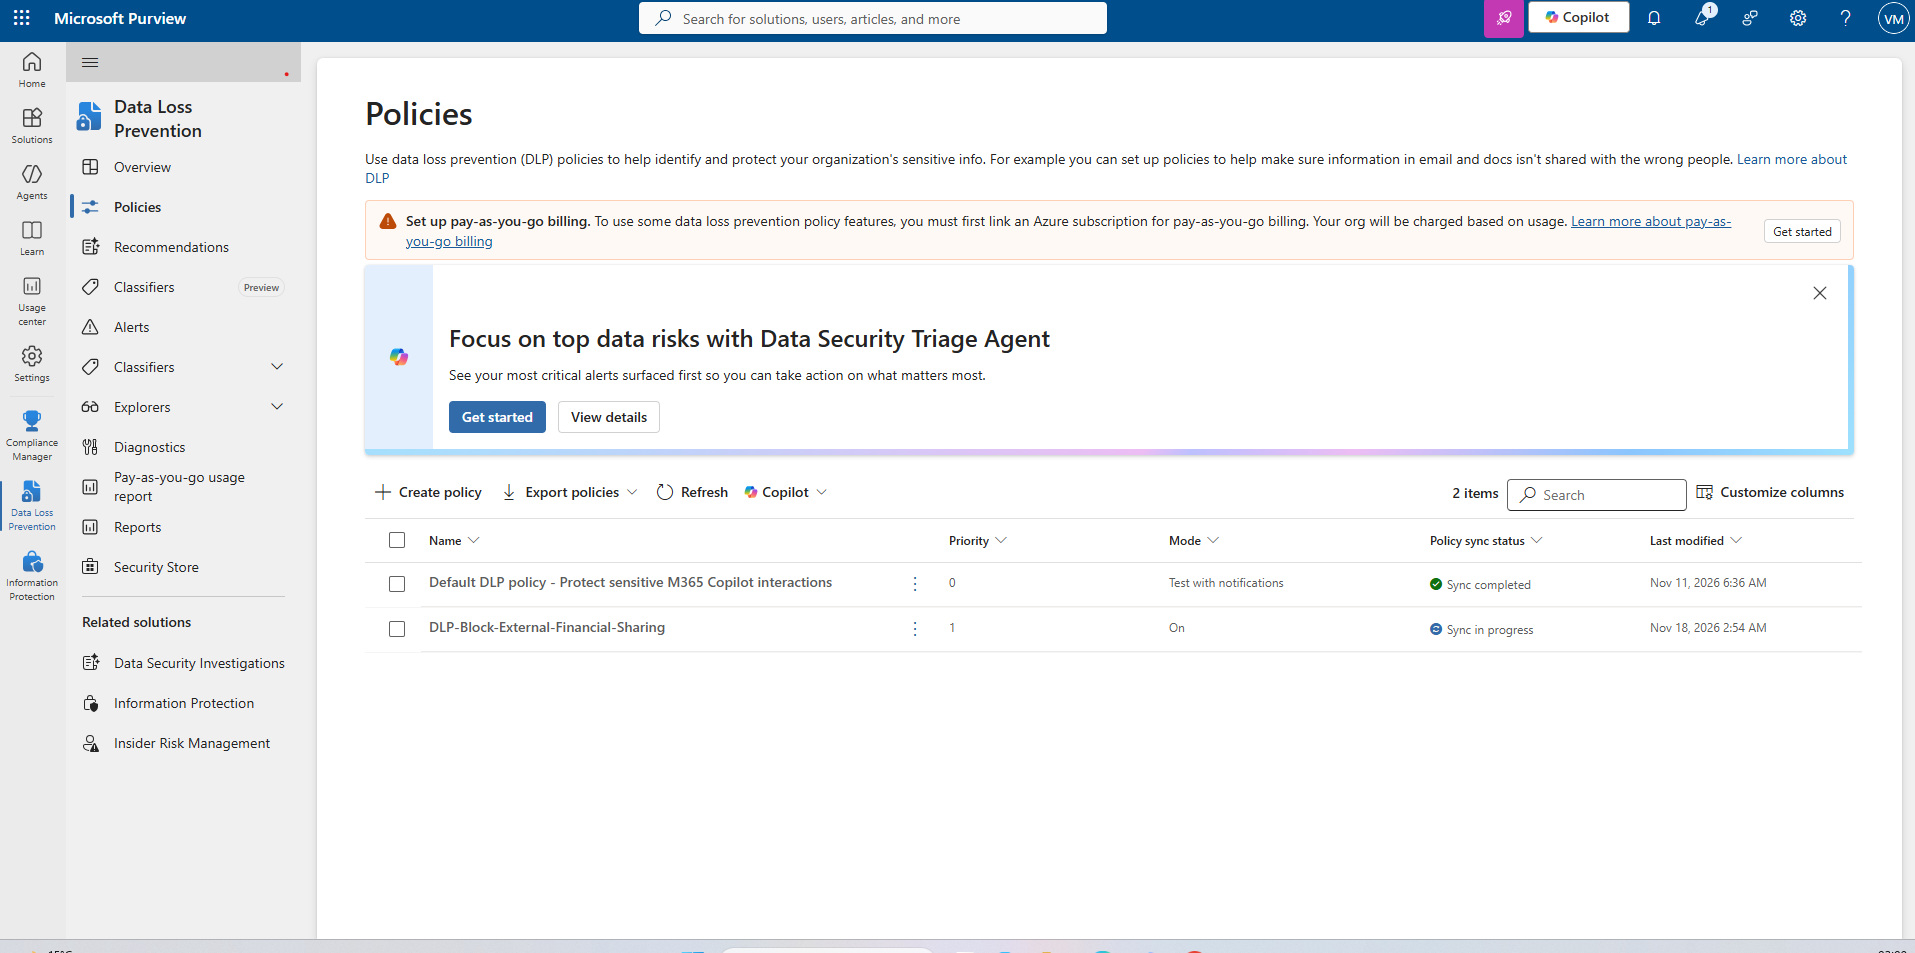 Microsoft Purview
Search for solutions, users, articles, and more
Copilot
1
VM
Home
Solutions
Agents
Learn
Usage
center
Settings
Compliance
Manager
Data Loss
Prevention
Information
Protection
Data Loss
Prevention
Overview
Policies
Recommendations
Classifiers
Preview
Alerts
Classifiers
Explorers
Diagnostics
Pay-as-you-go usage
report
Reports
Security Store
Related solutions
Data Security Investigations
Information Protection
Insider Risk Management
Policies
Use data loss prevention (DLP) policies to help identify and protect your organization's sensitive info. For example you can set up policies to help make sure information in email and docs isn't shared with the wrong people. Learn more about
DLP
Set up pay-as-you-go billing. To use some data loss prevention policy features, you must first link an Azure subscription for pay-as-you-go billing. Your org will be charged based on usage. Learn more about pay-as-
you-go billing
Get started
Focus on top data risks with Data Security Triage Agent
See your most critical alerts surfaced first so you can take action on what matters most.
Get started View details
Create policy Export policies Refresh Copilot 2 items Search Customize columns
Name Priority Mode Policy sync status Last modified
Default DLP policy - Protect sensitive M365 Copilot interactions 0 Test with notifications Sync completed Nov 11, 2026 6:36 AM
DLP-Block-External-Financial-Sharing 1 On Sync in progress Nov 18, 2026 2:54 AM